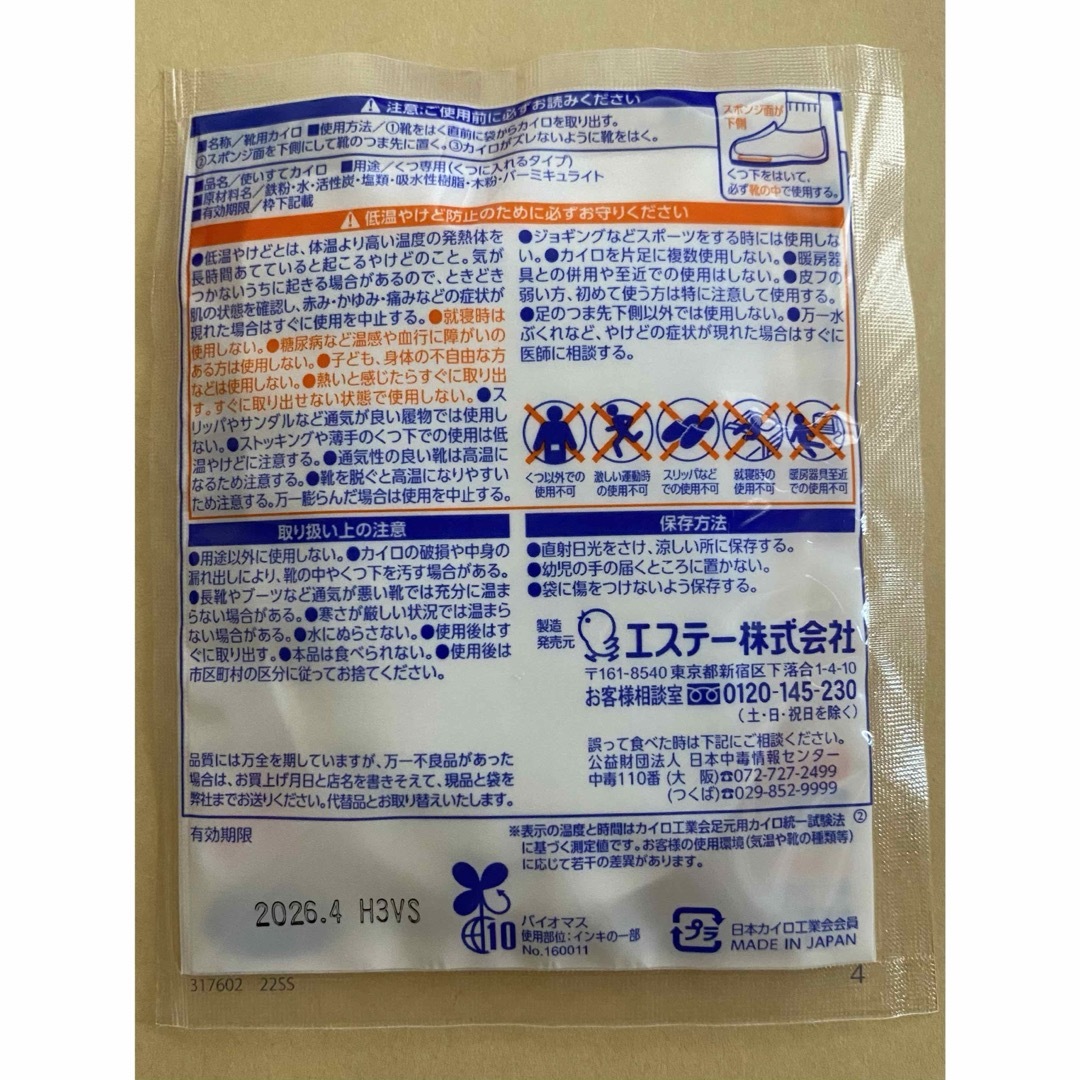 ⚠注意:ご使用前に必ずお読みください
■名称/靴用カイロ ■使用方法/①靴をはく直前に袋からカイロを取り出す。
②スポンジ面を下側にして靴のつま先に置く。③カイロがズレないように靴をはく。
■品名/使いすてカイロ ■用途/くつ専用(くつに入れるタイプ)
■原材料名/鉄粉・水・活性炭・塩類・吸水性樹脂・木粉・バーミキュライト
■有効期限/枠下記載
スポンジ面が
下側
くつ下をはいて、
必ず靴の中で使用する。
⚠低温やけど防止のために必ずお守りください
●低温やけどとは、体温より高い温度の発熱体を
長時間あてていると起こるやけどのこと。気が
つかないうちに起きる場合があるので、ときどき
肌の状態を確認し、赤み・かゆみ・痛みなどの症状が
現れた場合はすぐに使用を中止する。●就寝時は
使用しない。●糖尿病など温感や血行に障がいの
ある方は使用しない。●子ども、身体の不自由な方
などは使用しない。●熱いと感じたらすぐに取り出
す。すぐに取り出せない状態で使用しない。●ス
リッパやサンダルなど通気が良い履物では使用し
ない。●ストッキングや薄手のくつ下での使用は低
温やけどに注意する。●通気性の良い靴は高温に
なるため注意する。●靴を脱ぐと高温になりやすい
ため注意する。万一膨らんだ場合は使用を中止する。
●ジョギングなどスポーツをする時には使用しな
い。●カイロを片足に複数使用しない。●暖房器
具との併用や至近での使用はしない。●皮フの
弱い方、初めて使う方は特に注意して使用する。
●足のつま先下側以外では使用しない。●万一水
ぶくれなど、やけどの症状が現れた場合はすぐに
医師に相談する。
くつ以外での
使用不可
激しい運動時
の使用不可
スリッパなど
での使用不可
就寝時の
使用不可
暖房器具至近
での使用不可
取り扱い上の注意
●用途以外に使用しない。●カイロの破損や中身の
漏れ出しにより、靴の中やくつ下を汚す場合がある。
●長靴やブーツなど通気が悪い靴では充分に温ま
らない場合がある。●寒さが厳しい状況では温まら
ない場合がある。●水にぬらさない。●使用後はす
ぐに取り出す。●本品は食べられない。●使用後は
市区町村の区分に従ってお捨てください。
保存方法
●直射日光をさけ、涼しい所に保存する。
●幼児の手の届くところに置かない。
●袋に傷をつけないよう保存する。
製造
発売元
エステー株式会社
〒161-8540 東京都新宿区下落合1-4-10
お客様相談室 0120-145-230
(土・日・祝日を除く)
誤って食べた時は下記にご相談ください。
公益財団法人 日本中毒情報センター
中毒110番(大 阪)☎072-727-2499
(つくば)☎029-852-9999
品質には万全を期していますが、万一不良品があった
場合は、お買上げ月日と店名を書きそえて、現品と袋を
弊社までお送りください。代替品とお取り替えいたします。
有効期限
※表示の温度と時間はカイロ工業会足元用カイロ統一試験法 ②
に基づく測定値です。お客様の使用環境(気温や靴の種類等)
に応じて若干の差異があります。
2026.4 H3VS
10
バイオマス
使用部位:インキの一部
No.160011
プラ
日本カイロ工業会会員
MADE IN JAPAN
317602 22SS
4